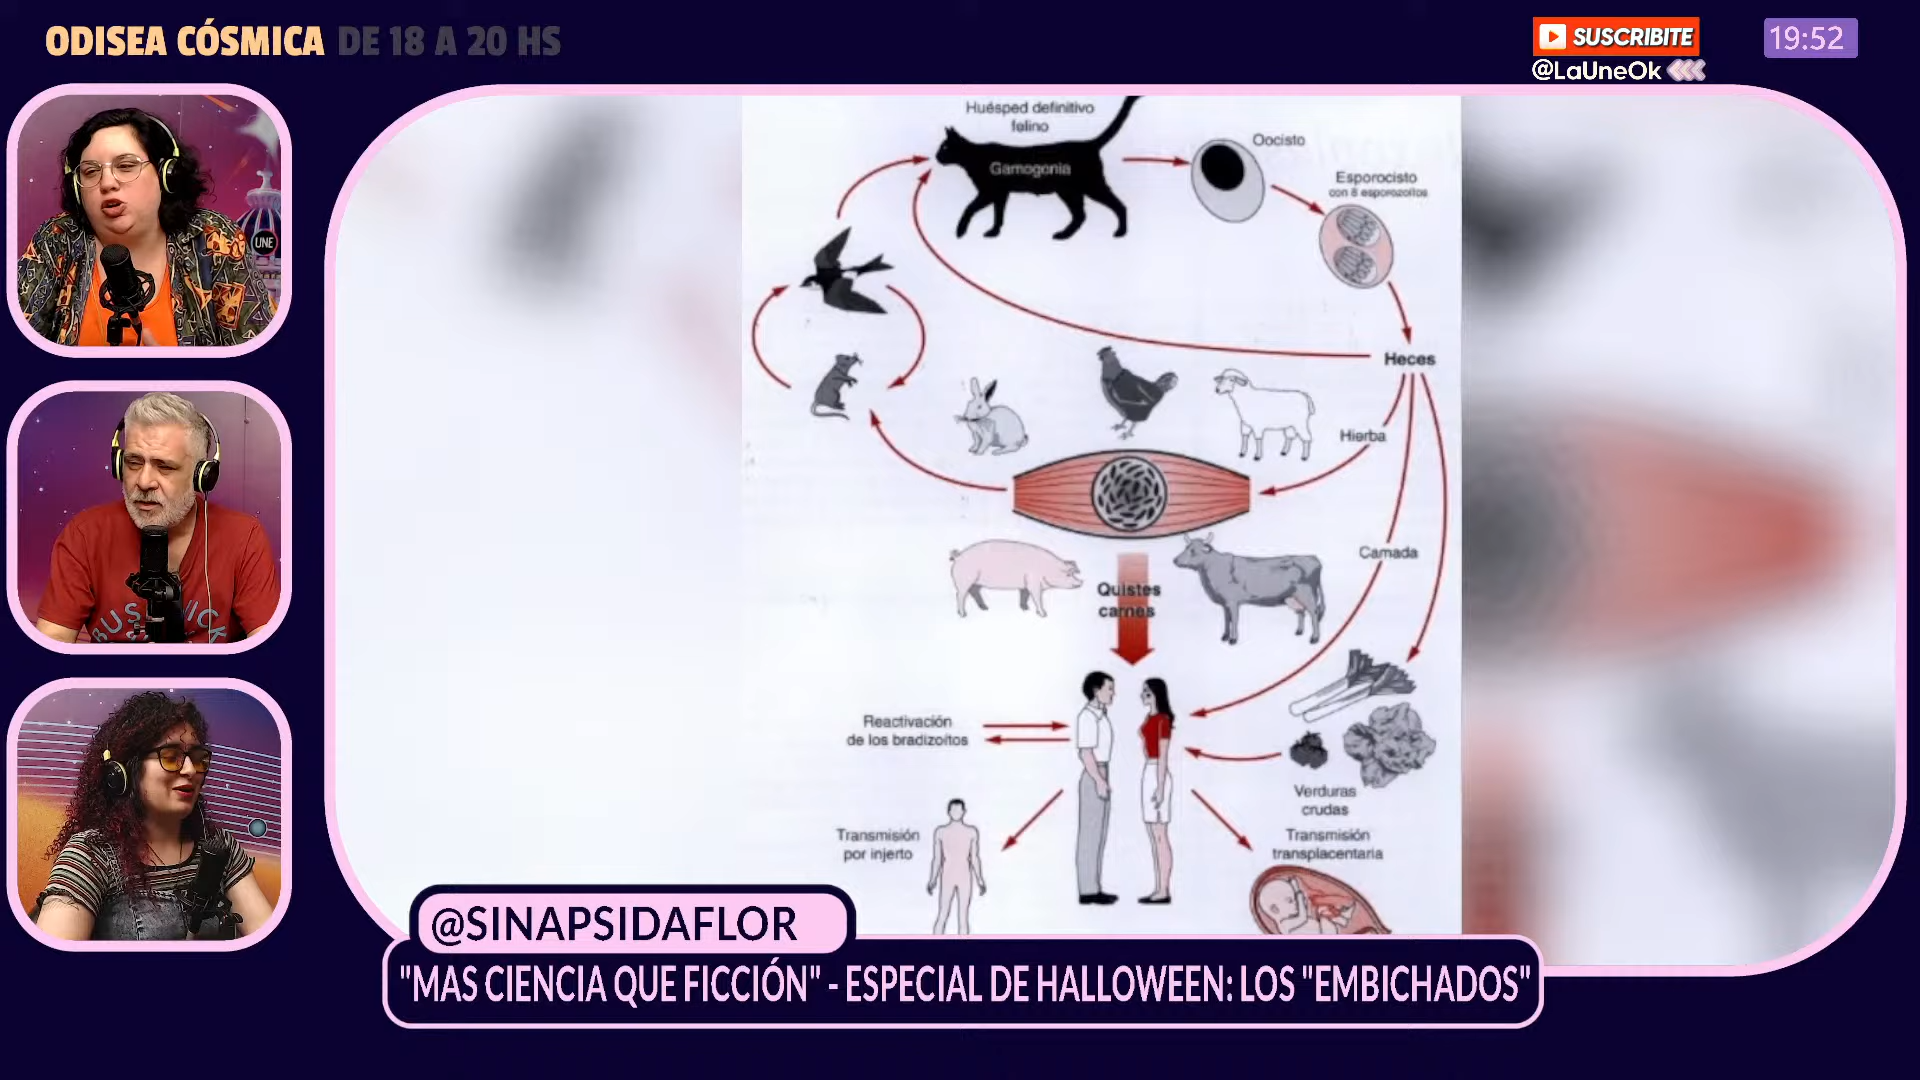 ODISEA CÓSMICA DE 18 A 20 HS
SUSCRIBITE
@LaUneOk
19:52
Huésped definitivo
felino
Gamogonia
Oocisto
Esporocisto
con 8 esporozoítos
Heces
Hierba
Camada
Quistes
carnes
Reactivación
de los bradizoítos
Verduras
crudas
Transmisión
por injerto
Transmisión
transplacentaria
UNE
@SINAPSIDAFLOR
"MAS CIENCIA QUE FICCIÓN" - ESPECIAL DE HALLOWEEN: LOS "EMBICHADOS"